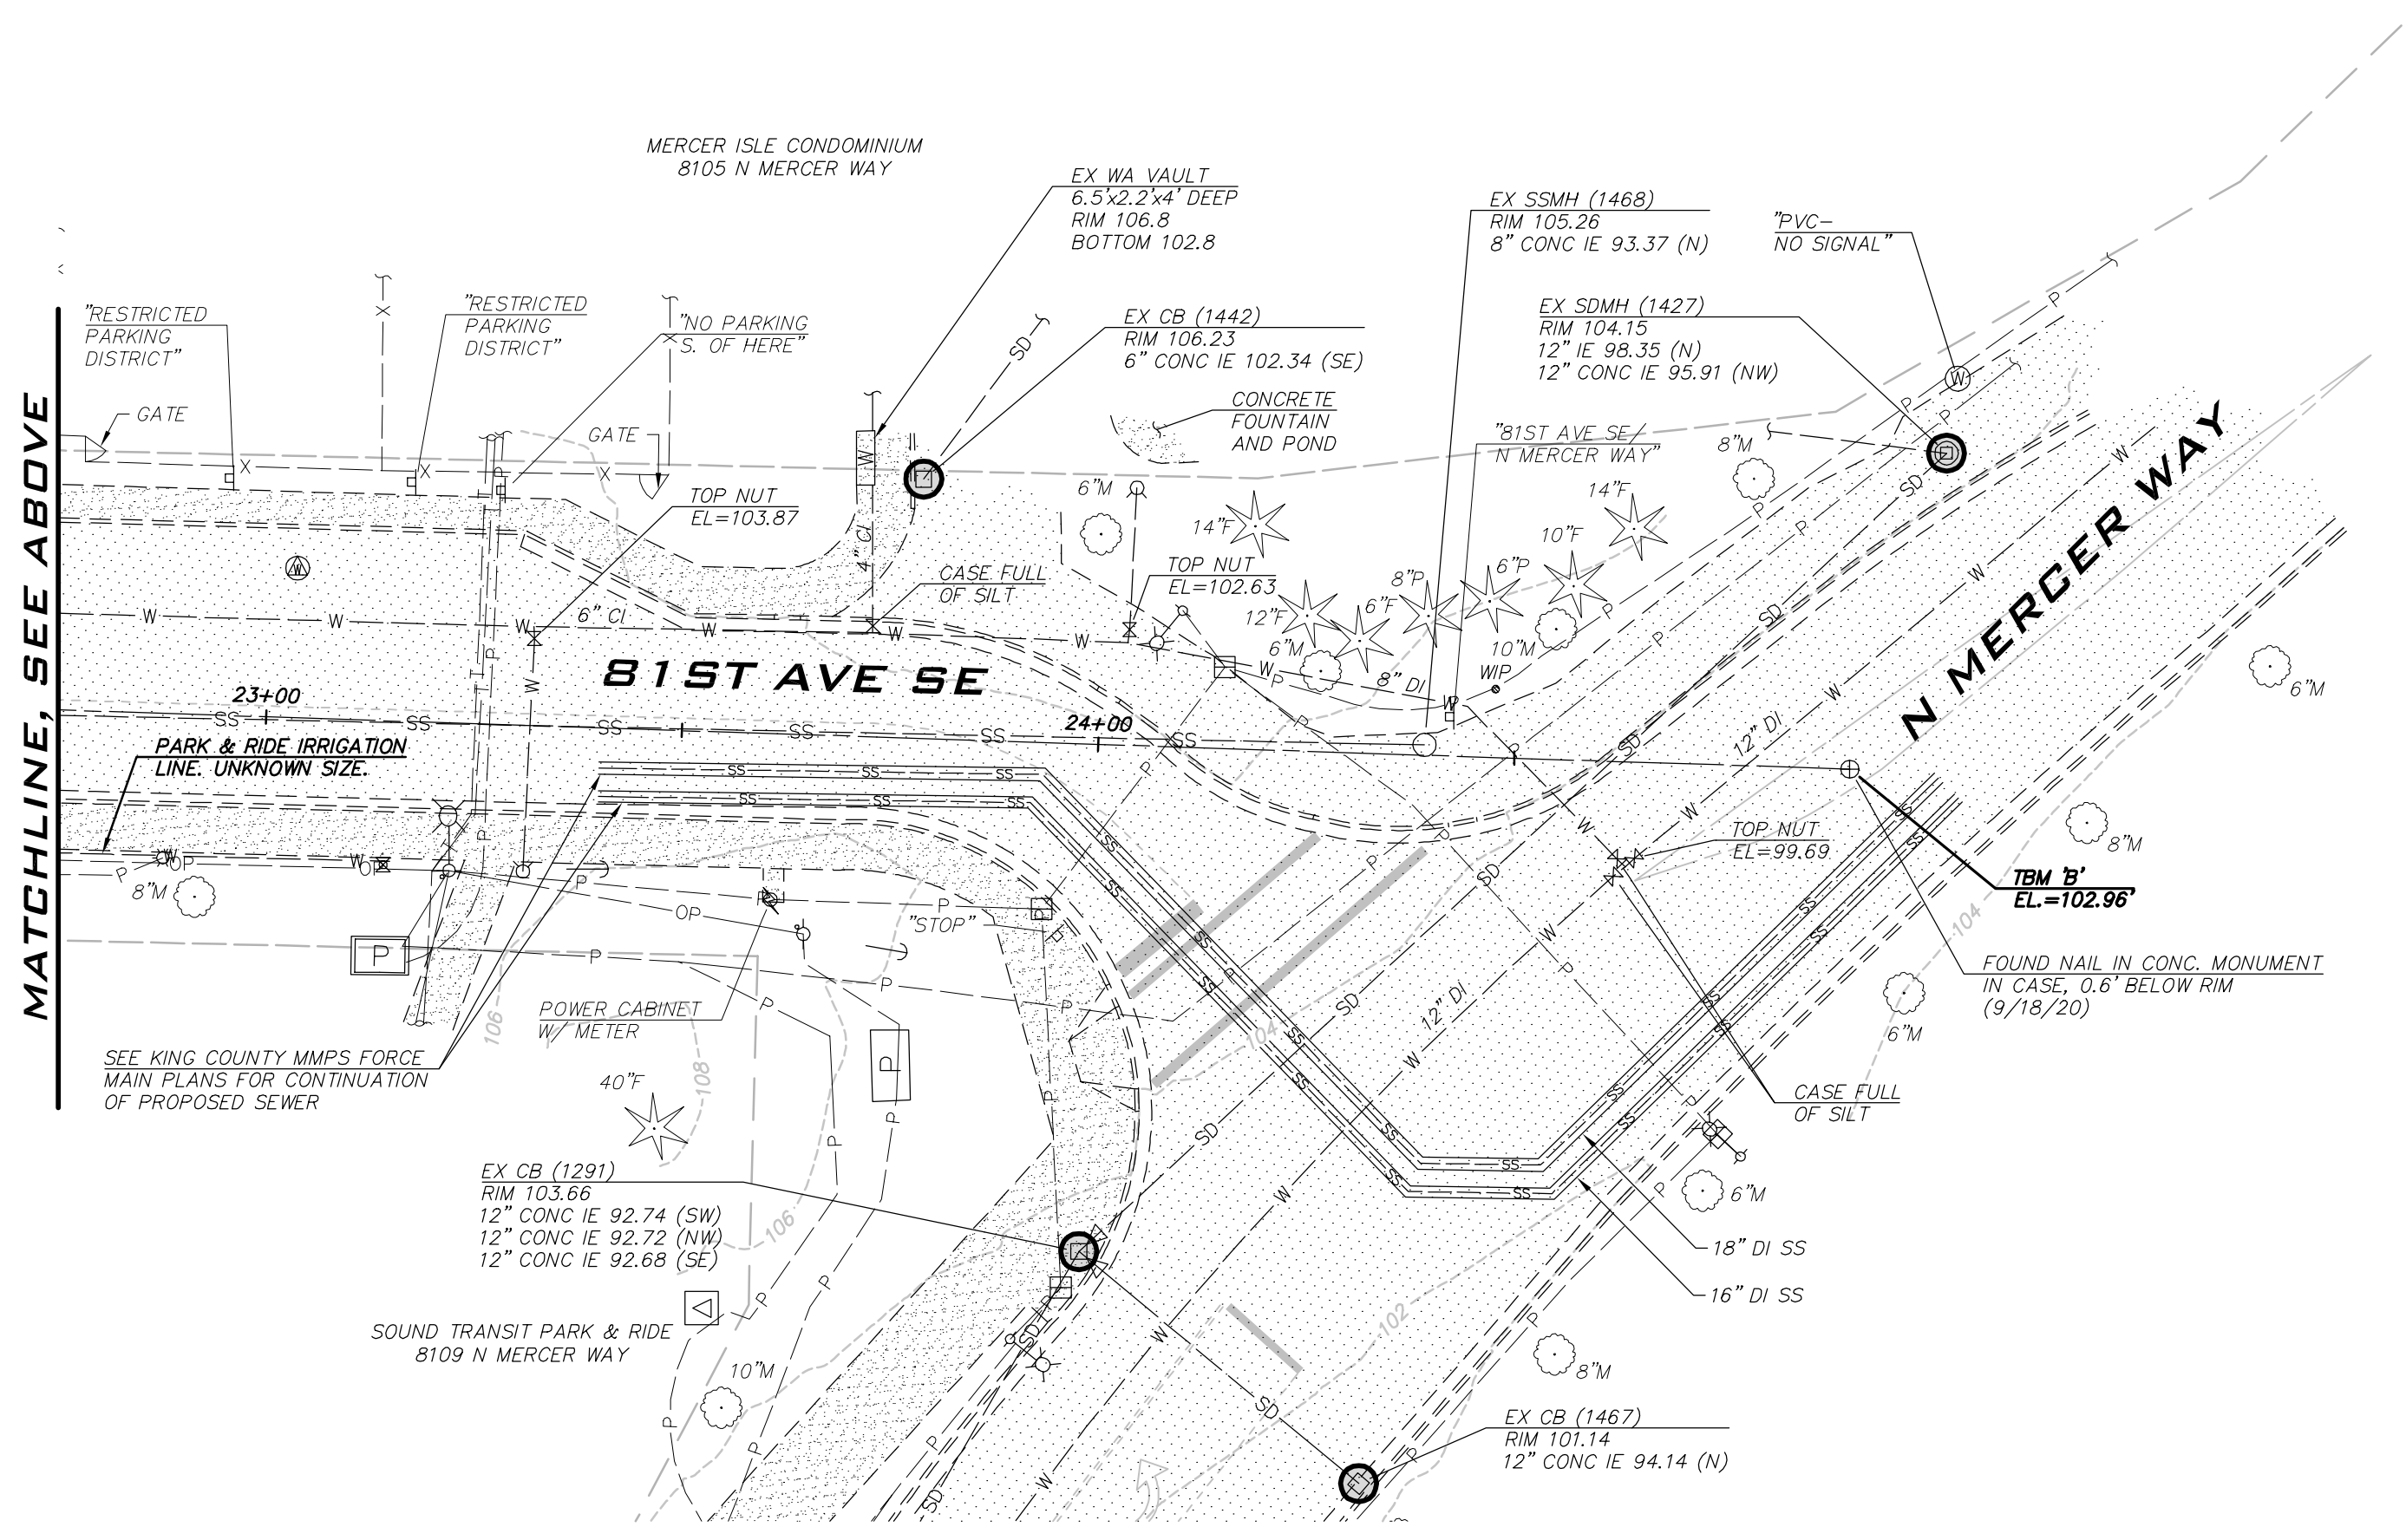 MERCER ISLE CONDOMINIUM
8105 N MERCER WAY
EX WA VAULT
6.5'x2.2'x4' DEEP
RIM 106.8
BOTTOM 102.8
EX SSMH (1468)
RIM 105.26
8" CONC IE 93.37 (N)
"PVC-
NO SIGNAL"
"RESTRICTED
PARKING
DISTRICT"
"RESTRICTED
PARKING
DISTRICT"
"NO PARKING
S. OF HERE"
EX CB (1442)
RIM 106.23
6" CONC IE 102.34 (SE)
EX SDMH (1427)
RIM 104.15
12" IE 98.35 (N)
12" CONC IE 95.91 (NW)
GATE
GATE
CONCRETE
FOUNTAIN
AND POND
"81ST AVE SE/
N MERCER WAY"
MATCHLINE, SEE ABOVE
TOP NUT
EL=103.87
4" CI
6"M
14"F
8"M
14"F
10"F
CASE FULL
OF SILT
TOP NUT
EL=102.63
8"P
6"P
6" CI
12"F
6"F
6"M
10"M
8" DI
WIP
6"M
81ST AVE SE
N MERCER WAY
23+00
24+00
12" DI
PARK & RIDE IRRIGATION
LINE. UNKNOWN SIZE.
TOP NUT
EL=99.69
8"M
TBM 'B'
EL.=102.96'
8"M
OP
OP
OP
"STOP"
104
FOUND NAIL IN CONC. MONUMENT
IN CASE, 0.6' BELOW RIM
(9/18/20)
POWER CABINET
W/ METER
106
104
12" DI
6"M
SEE KING COUNTY MMPS FORCE
MAIN PLANS FOR CONTINUATION
OF PROPOSED SEWER
40"F
108
CASE FULL
OF SILT
EX CB (1291)
RIM 103.66
12" CONC IE 92.74 (SW)
12" CONC IE 92.72 (NW)
12" CONC IE 92.68 (SE)
106
6"M
18" DI SS
16" DI SS
102
SOUND TRANSIT PARK & RIDE
8109 N MERCER WAY
10"M
8"M
EX CB (1467)
RIM 101.14
12" CONC IE 94.14 (N)